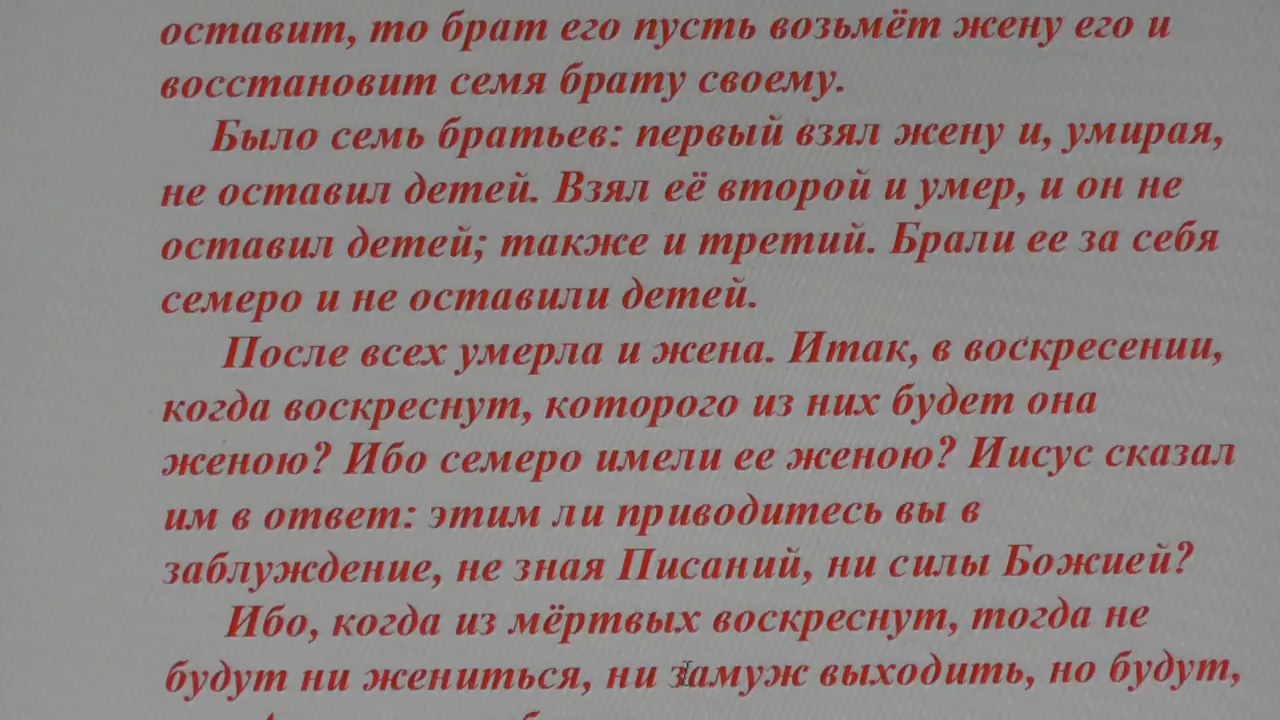 оставит, то брат его пусть возьмёт жену его и
восстановит семя брату своему.
Было семь братьев: первый взял жену и, умирая,
не оставил детей. Взял её второй и умер, и он не
оставил детей; также и третий. Брали ее за себя
семеро и не оставили детей.
После всех умерла и жена. Итак, в воскресении,
когда воскреснут, которого из них будет она
женою? Ибо семеро имели ее женою? Иисус сказал
им в ответ: этим ли приводитесь вы в
заблуждение, не зная Писаний, ни силы Божией?
Ибо, когда из мёртвых воскреснут, тогда не
будут ни жениться, ни замуж выходить, но будут,